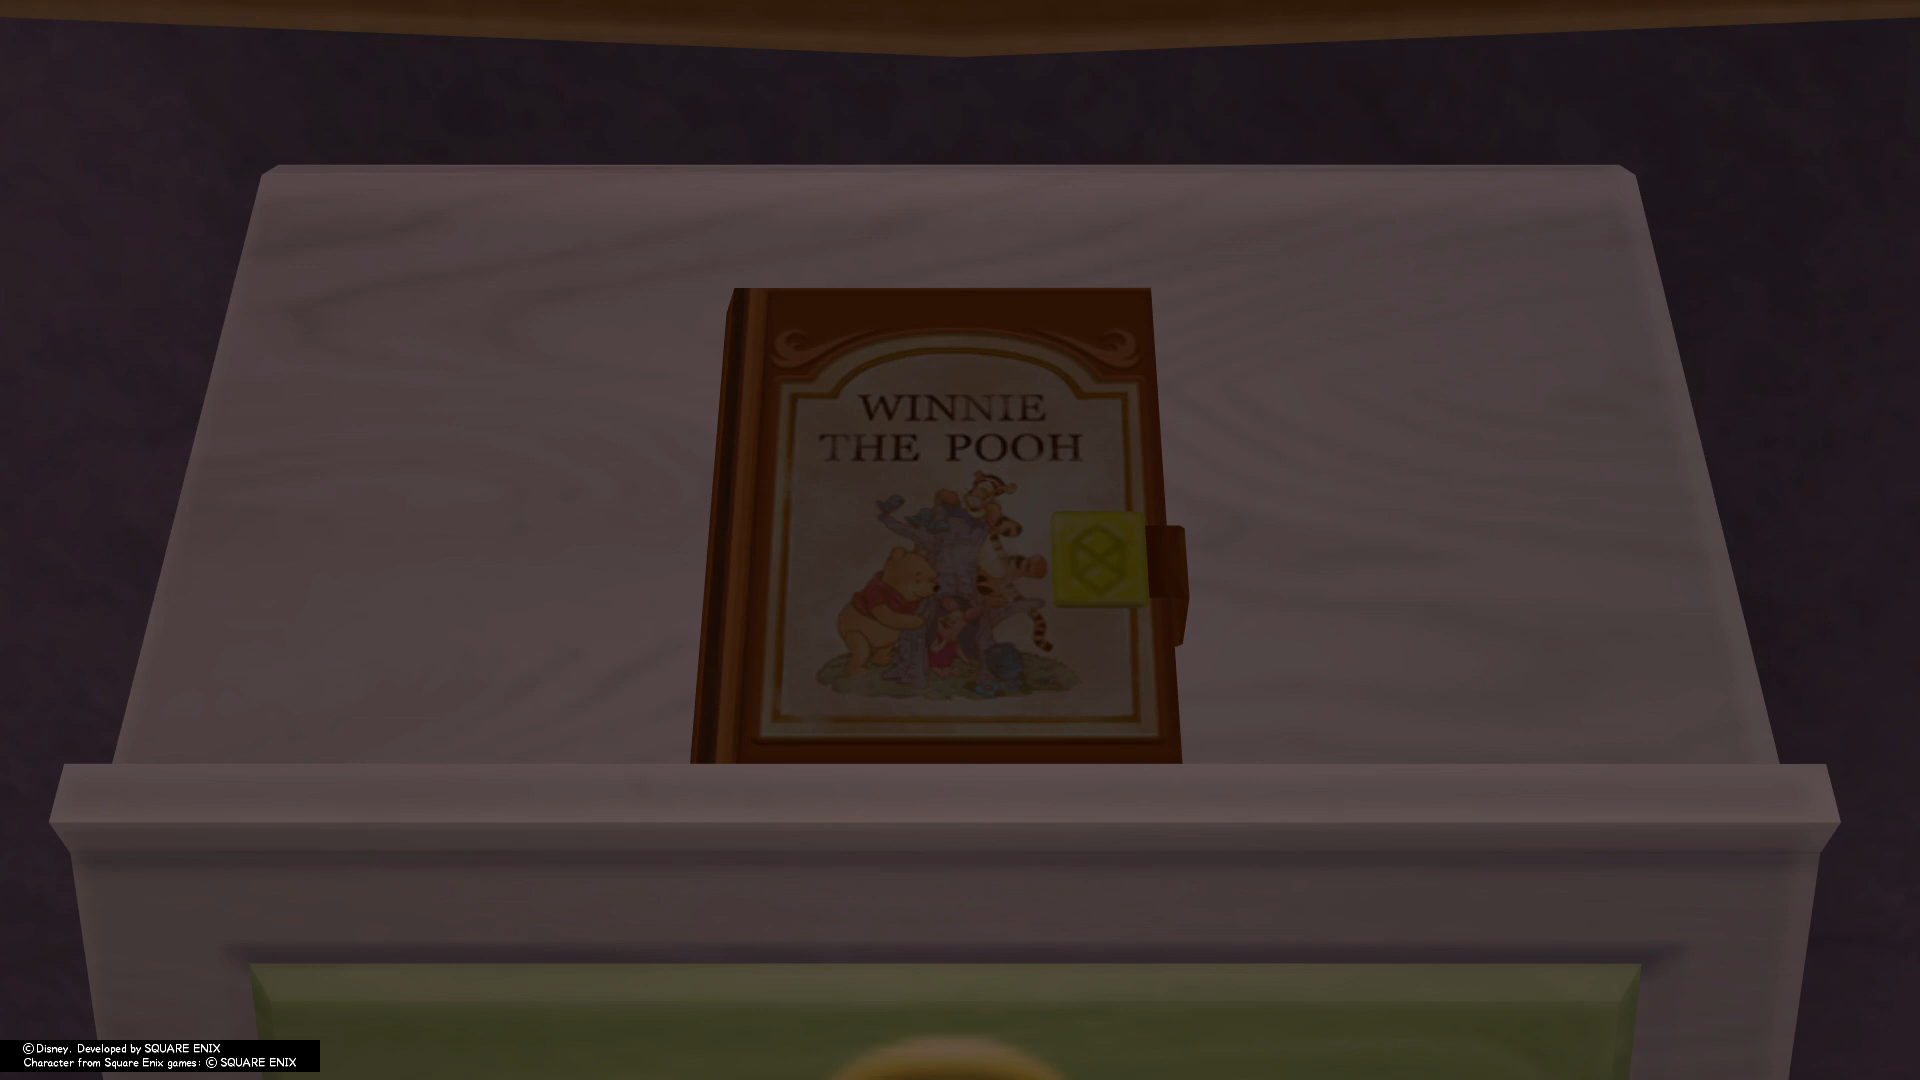 WINNIE
THE POOH
©Disney. Developed by SQUARE ENIX
Character from Square Enix games: © SQUARE ENIX